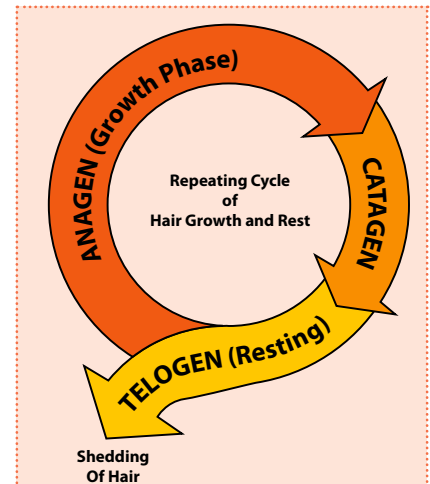 ANAGEN (Growth Phase)
CATAGEN
Repeating Cycle
of
Hair Growth and Rest
TELOGEN (Resting)
Shedding
Of Hair